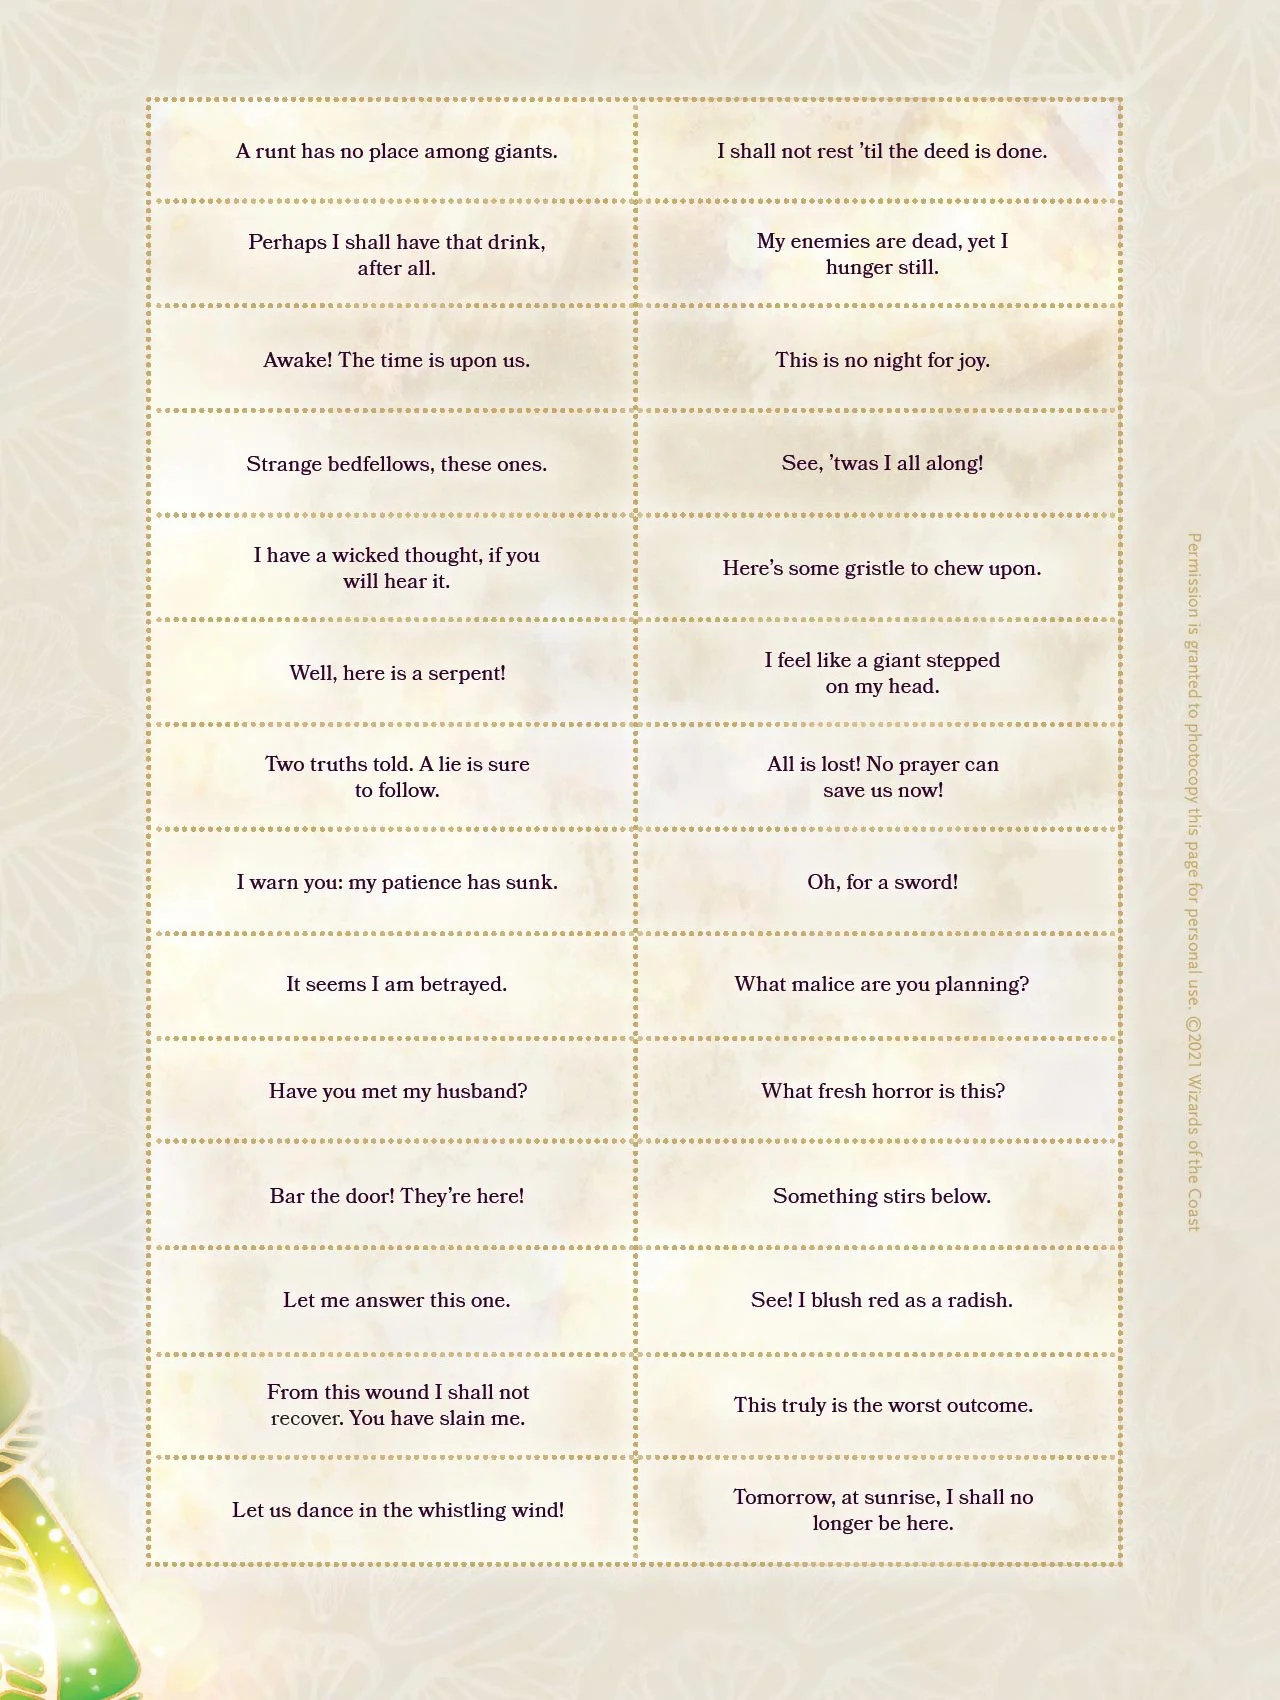 A runt has no place among giants.
I shall not rest ’til the deed is done.
Perhaps I shall have that drink,
after all.
My enemies are dead, yet I
hunger still.
Awake! The time is upon us.
This is no night for joy.
Strange bedfellows, these ones.
See, ’twas I all along!
I have a wicked thought, if you
will hear it.
Here’s some gristle to chew upon.
Well, here is a serpent!
I feel like a giant stepped
on my head.
Two truths told. A lie is sure
to follow.
All is lost! No prayer can
save us now!
I warn you: my patience has sunk.
Oh, for a sword!
It seems I am betrayed.
What malice are you planning?
Have you met my husband?
What fresh horror is this?
Bar the door! They’re here!
Something stirs below.
Let me answer this one.
See! I blush red as a radish.
From this wound I shall not
recover. You have slain me.
This truly is the worst outcome.
Let us dance in the whistling wind!
Tomorrow, at sunrise, I shall no
longer be here.
Permission is granted to photocopy this page for personal use. ©2021 Wizards of the Coast